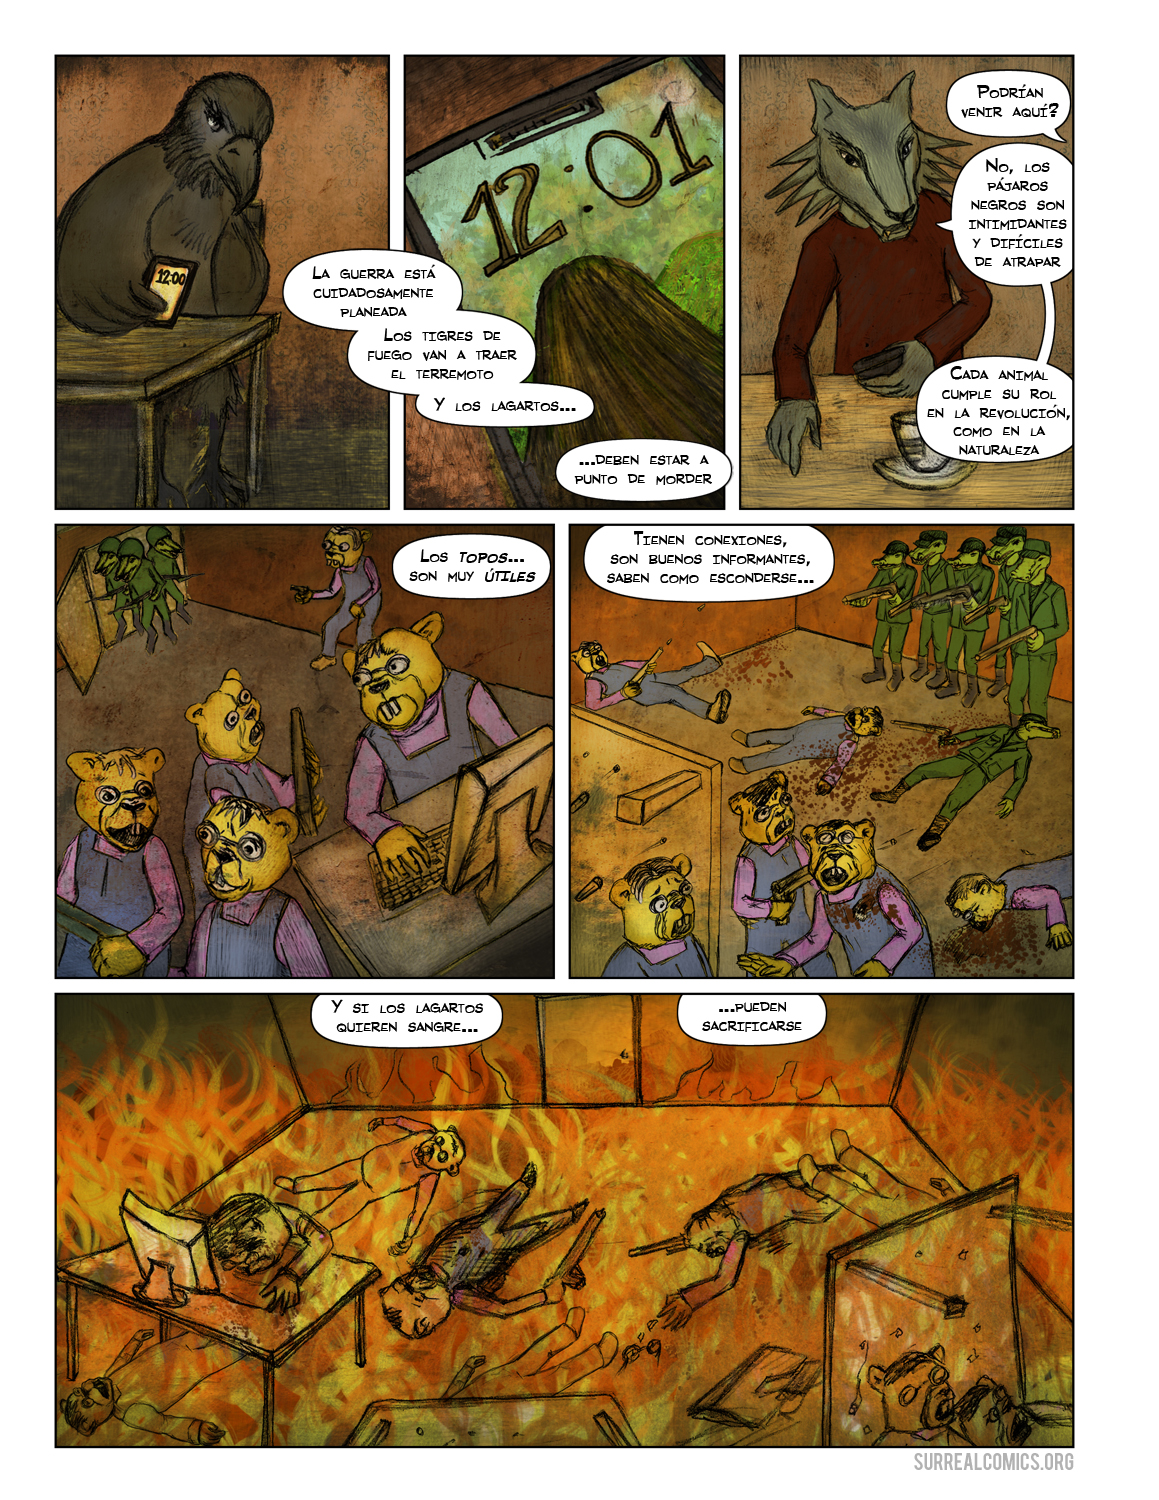 12:00
La guerra está
cuidadosamente
planeada
Los tigres de
fuego van a traer
el terremoto
Y los lagartos...
12:01
...deben estar a
punto de morder
Podrían
venir aquí?
No, los
pájaros
negros son
intimidantes
y difíciles
de atrapar
Cada animal
cumple su rol
en la revolución,
como en la
naturaleza
Los topos...
son muy útiles
Tienen conexiones,
son buenos informantes,
saben como esconderse...
Y si los lagartos
quieren sangre...
...pueden
sacrificarse
SURREALCOMICS.ORG